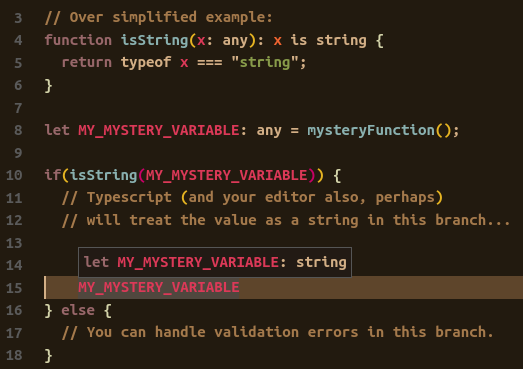 3 // Over simplified example:
4 function isString(x: any): x is string {
5 return typeof x === "string";
6 }
7
8 let MY_MYSTERY_VARIABLE: any = mysteryFunction();
9
10 if(isString(MY_MYSTERY_VARIABLE)) {
11 // Typescript (and your editor also, perhaps)
12 // will treat the value as a string in this branch...
13
14 let MY_MYSTERY_VARIABLE: string
15 MY_MYSTERY_VARIABLE
16 } else {
17 // You can handle validation errors in this branch.
18 }